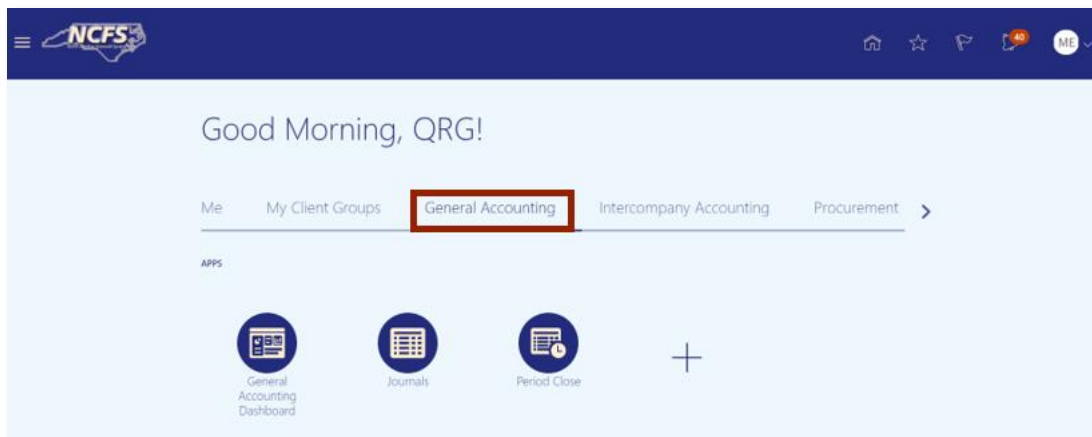 NCFS
40
ME
Good Morning, QRG!
Me My Client Groups General Accounting Intercompany Accounting Procurement
APPS
General
Accounting
Dashboard
Journals
Period Close